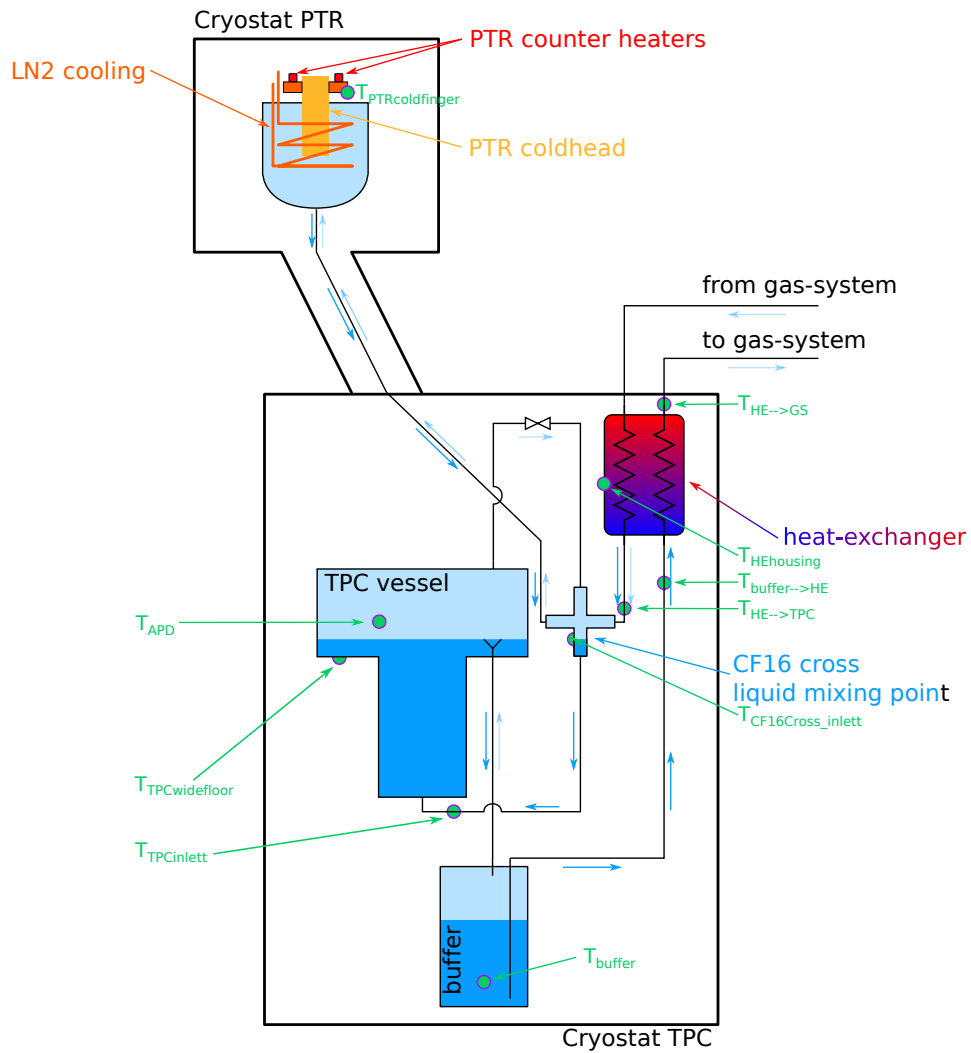 Cryostat PTR
PTR counter heaters
LN2 cooling
TPTRcoldfinger
PTR coldhead
from gas-system
to gas-system
THE-->GS
heat-exchanger
THEhousing
TPC vessel
Tbuffer-->HE
THE-->TPC
TAPD
CF16 cross
liquid mixing point
TCF16Cross_inlett
TTPCwidefloor
TTPCinlett
buffer
Tbuffer
Cryostat TPC